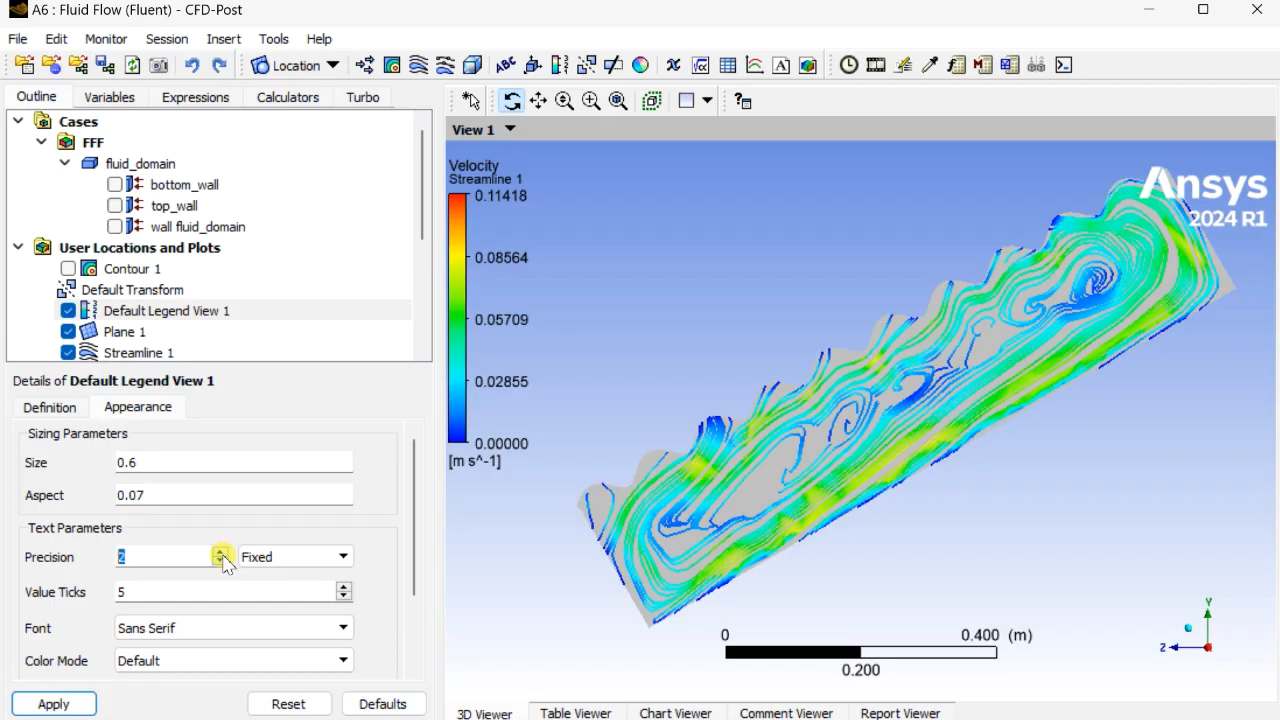 A6 : Fluid Flow (Fluent) - CFD-Post
File Edit Monitor Session Insert Tools Help
Location
Outline Variables Expressions Calculators Turbo
Cases
FFF
fluid_domain
bottom_wall
top_wall
wall fluid_domain
User Locations and Plots
Contour 1
Default Transform
Default Legend View 1
Plane 1
Streamline 1
Details of Default Legend View 1
Definition Appearance
Sizing Parameters
Size 0.6
Aspect 0.07
Text Parameters
Precision 2 Fixed
Value Ticks 5
Font Sans Serif
Color Mode Default
Apply Reset Defaults
View 1
Velocity
Streamline 1
0.11418
0.08564
0.05709
0.02855
0.00000
[m s^-1]
Ansys
2024 R1
0 0.400 (m)
0.200
Y
Z
3D Viewer Table Viewer Chart Viewer Comment Viewer Report Viewer